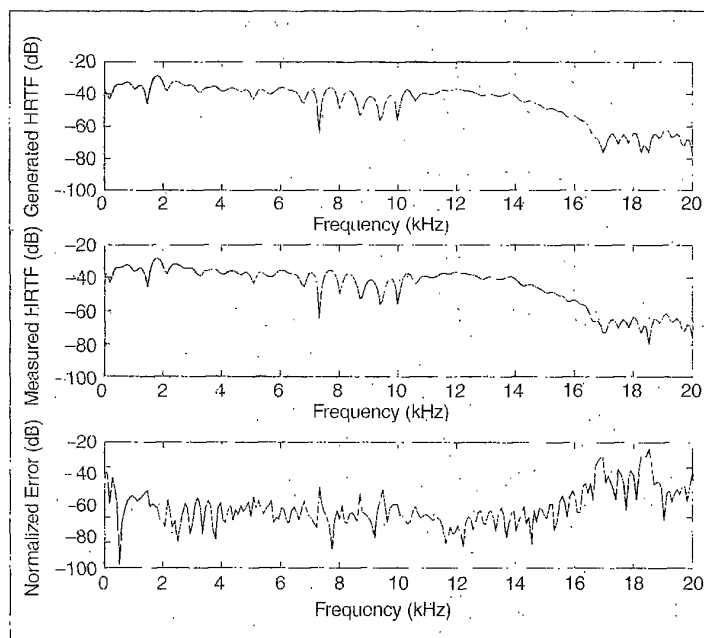 Generated HRTF (dB)
-20
-40
-60
-80
-100
0 2 4 6 8 10 12 14 16 18 20
Frequency (kHz)
Measured HRTF (dB)
-20
-40
-60
-80
-100
0 2 4 6 8 10 12 14 16 18 20
Frequency (kHz)
Normalized Error (dB)
-20
-40
-60
-80
-100
0 2 4 6 8 10 12 14 16 18 20
Frequency (kHz)